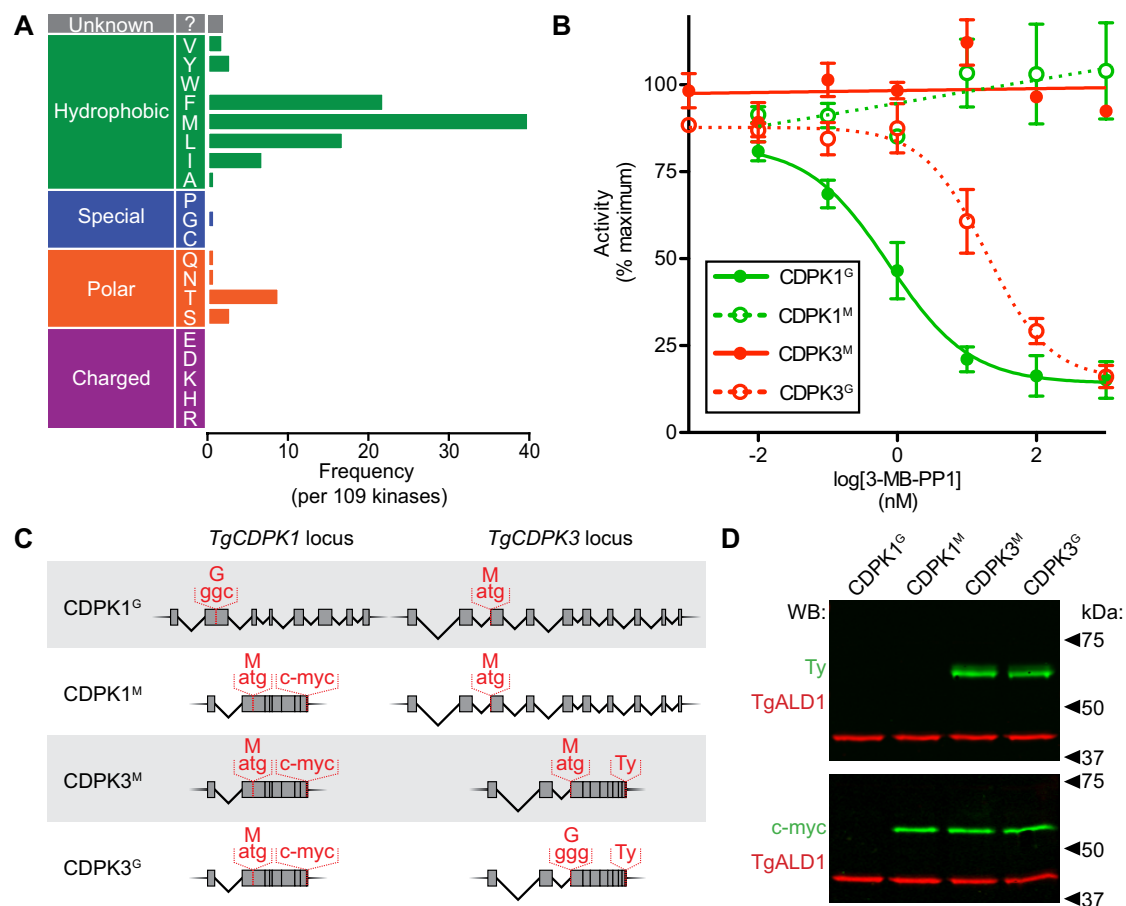 A
Unknown ?
Hydrophobic
V
Y
W
F
M
L
I
A
Special
P
G
C
Polar
Q
N
T
S
Charged
E
D
K
H
R
0 10 20 30 40
Frequency
(per 109 kinases)
B
Activity
(% maximum)
100
75
50
25
0
CDPK1G
CDPK1M
CDPK3M
CDPK3G
-2 0 2
log[3-MB-PP1]
(nM)
C
TgCDPK1 locus TgCDPK3 locus
CDPK1G
G
ggc
M
atg
CDPK1M
M
atg c-myc
M
atg
CDPK3M
M
atg c-myc
M
atg Ty
CDPK3G
M
atg c-myc
G
ggg Ty
D
CDPK1G CDPK1M CDPK3M CDPK3G
WB: kDa:
Ty
TgALD1
75
50
37
c-myc
TgALD1
75
50
37